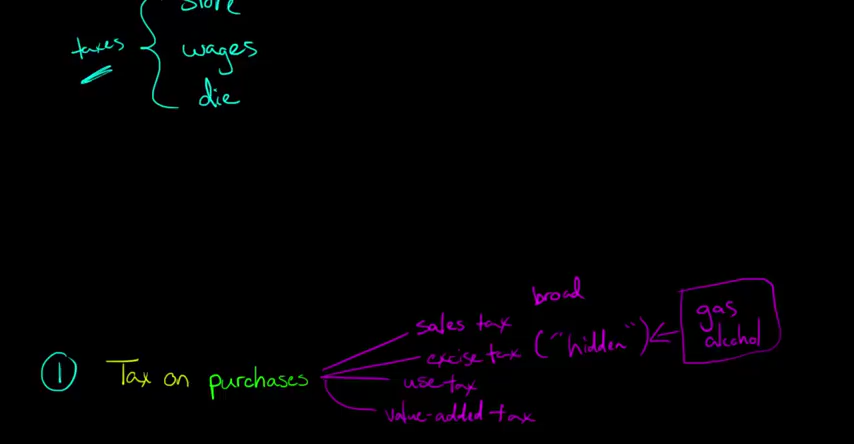 store
taxes
wages
die
broad
gas
alcohol
sales tax
excise tax ("hidden")
1 Tax on purchases
use tax
value-added tax